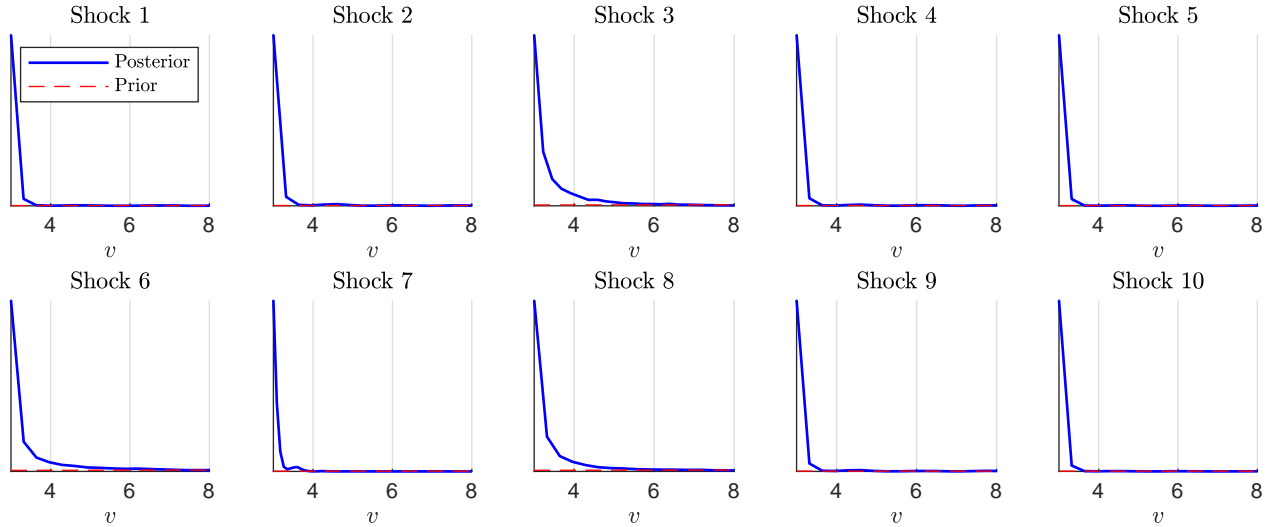 Shock 1
Shock 2
Shock 3
Shock 4
Shock 5
Posterior
Prior
4 6 8
4 6 8
4 6 8
4 6 8
4 6 8
v
v
v
v
v
Shock 6
Shock 7
Shock 8
Shock 9
Shock 10
4 6 8
4 6 8
4 6 8
4 6 8
4 6 8
v
v
v
v
v